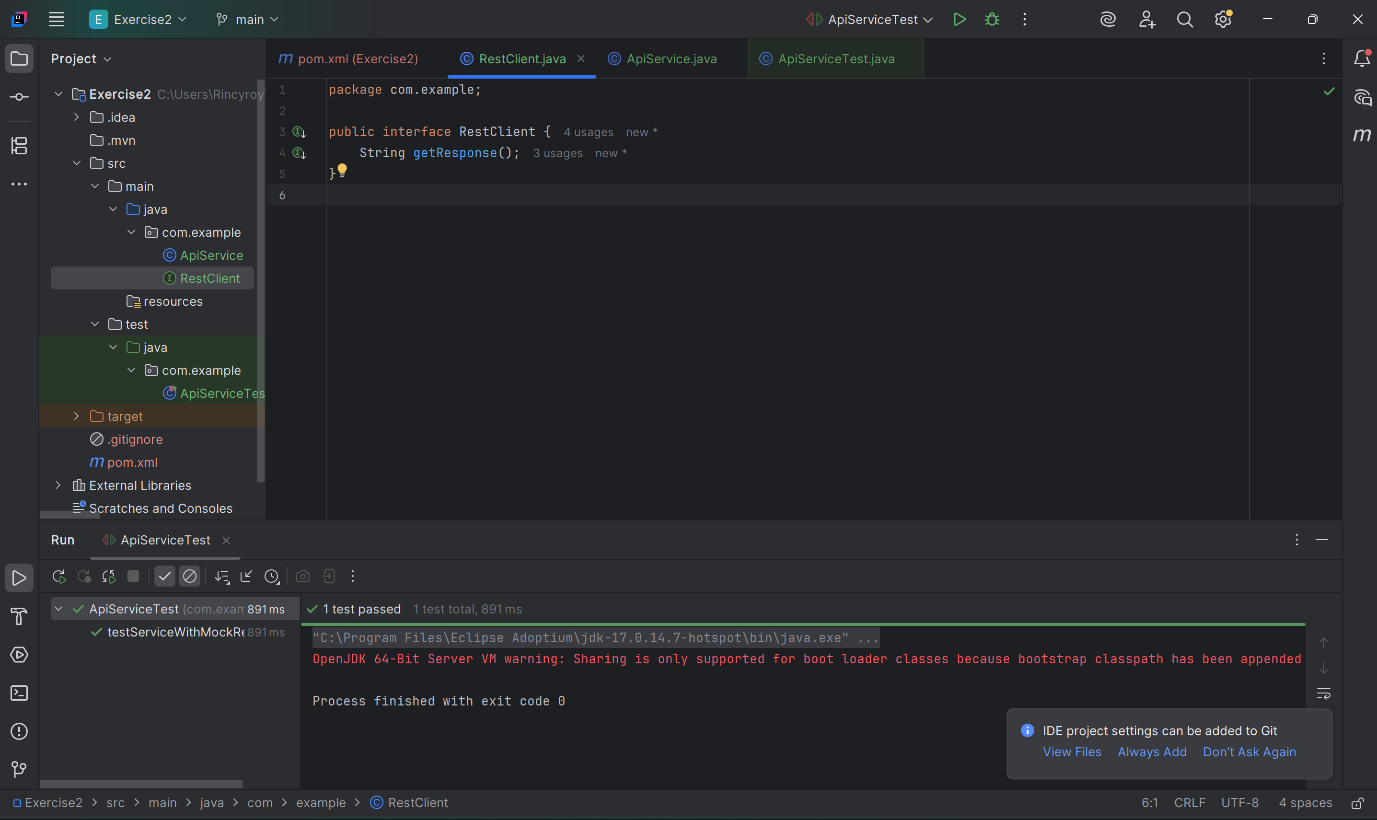 E Exercise2 main ApiServiceTest
Project
pom.xml (Exercise2) RestClient.java ApiService.java ApiServiceTest.java
Exercise2 C:\Users\Rincyroy
.idea
.mvn
src
main
java
com.example
ApiService
RestClient
resources
test
java
com.example
ApiServiceTes
target
.gitignore
m pom.xml
External Libraries
Scratches and Consoles
1 package com.example;
2
3 public interface RestClient { 4 usages new *
4 String getResponse(); 3 usages new *
5 }
6
Run ApiServiceTest
ApiServiceTest (com.exam 891 ms
testServiceWithMockRe 891 ms
1 test passed 1 test total, 891 ms
"C:\Program Files\Eclipse Adoptium\jdk-17.0.14.7-hotspot\bin\java.exe" ...
OpenJDK 64-Bit Server VM warning: Sharing is only supported for boot loader classes because bootstrap classpath has been appended
Process finished with exit code 0
IDE project settings can be added to Git
View Files Always Add Don't Ask Again
Exercise2 > src > main > java > com > example > RestClient
6:1 CRLF UTF-8 4 spaces